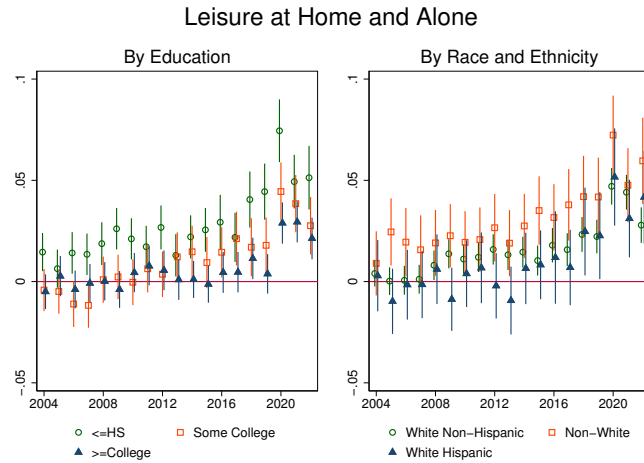 Leisure at Home and Alone
By Education
By Race and Ethnicity
.1
.05
0
-.05
2004 2008 2012 2016 2020
.1
.05
0
-.05
2004 2008 2012 2016 2020
<=HS Some College
>=College
White Non-Hispanic Non-White
White Hispanic